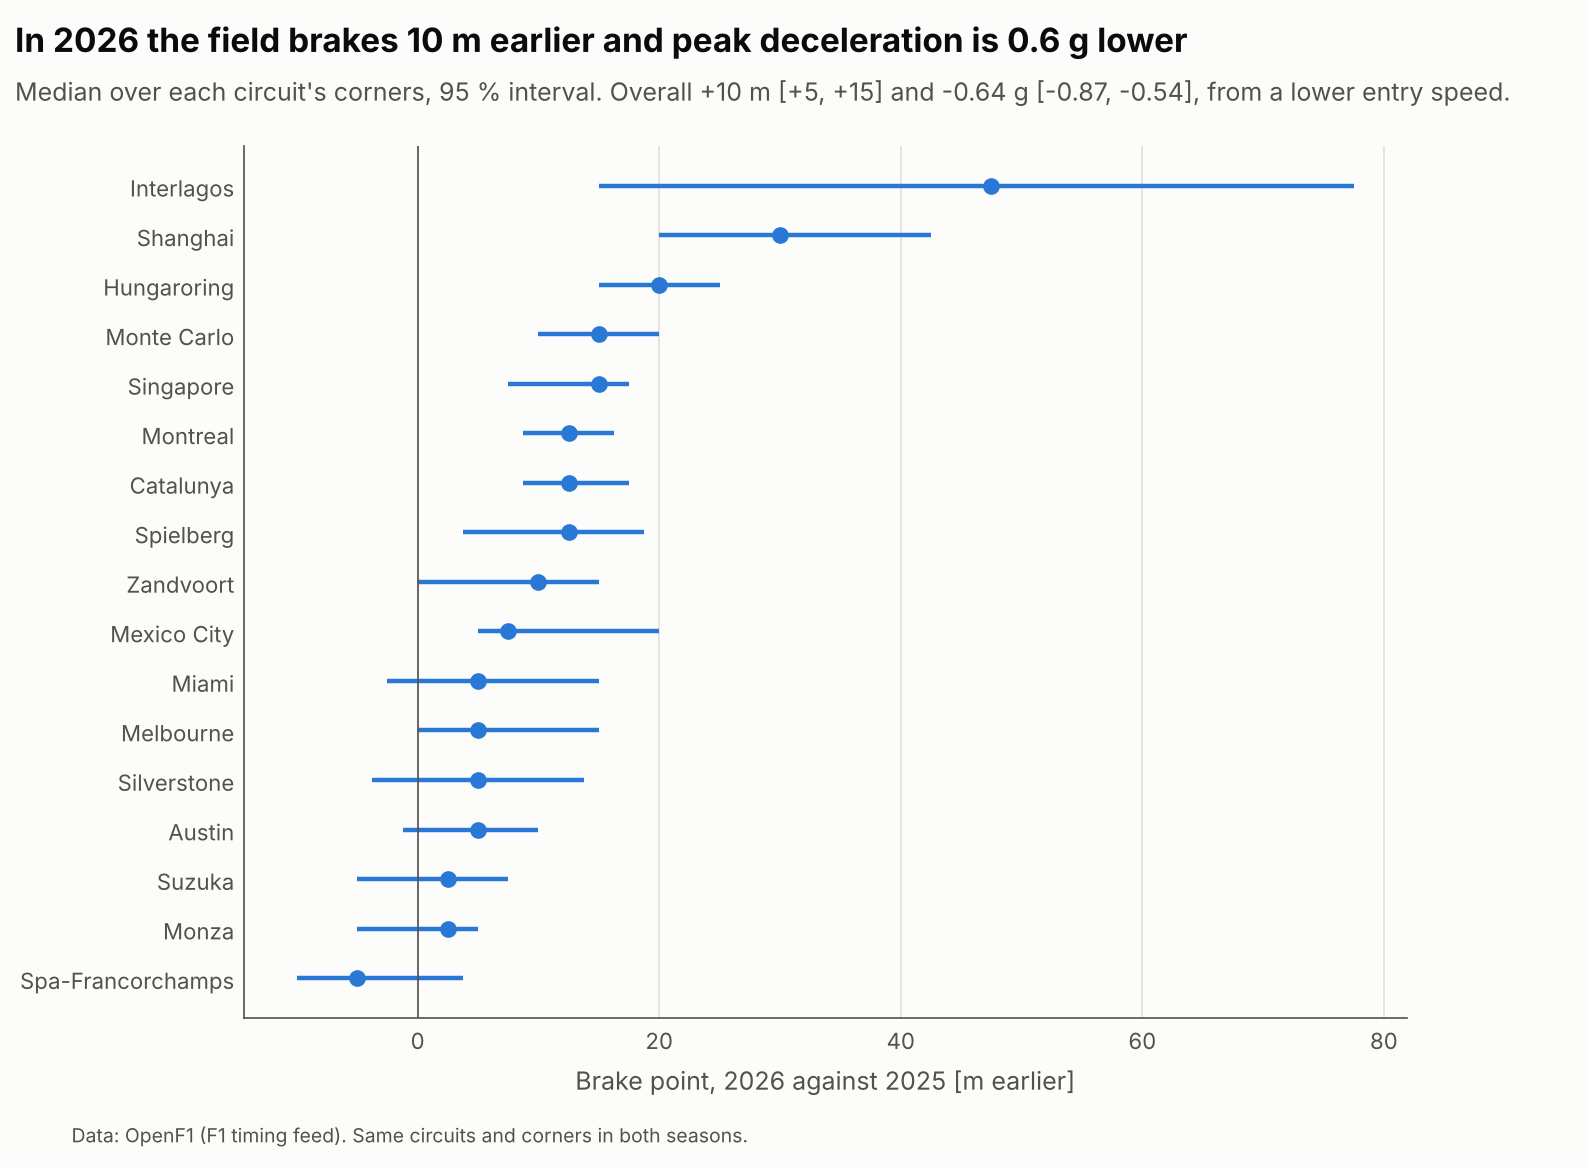 In 2026 the field brakes 10 m earlier and peak deceleration is 0.6 g lower
Median over each circuit's corners, 95 % interval. Overall +10 m [+5, +15] and -0.64 g [-0.87, -0.54], from a lower entry speed.
Interlagos
Shanghai
Hungaroring
Monte Carlo
Singapore
Montreal
Catalunya
Spielberg
Zandvoort
Mexico City
Miami
Melbourne
Silverstone
Austin
Suzuka
Monza
Spa-Francorchamps
0 20 40 60 80
Brake point, 2026 against 2025 [m earlier]
Data: OpenF1 (F1 timing feed). Same circuits and corners in both seasons.